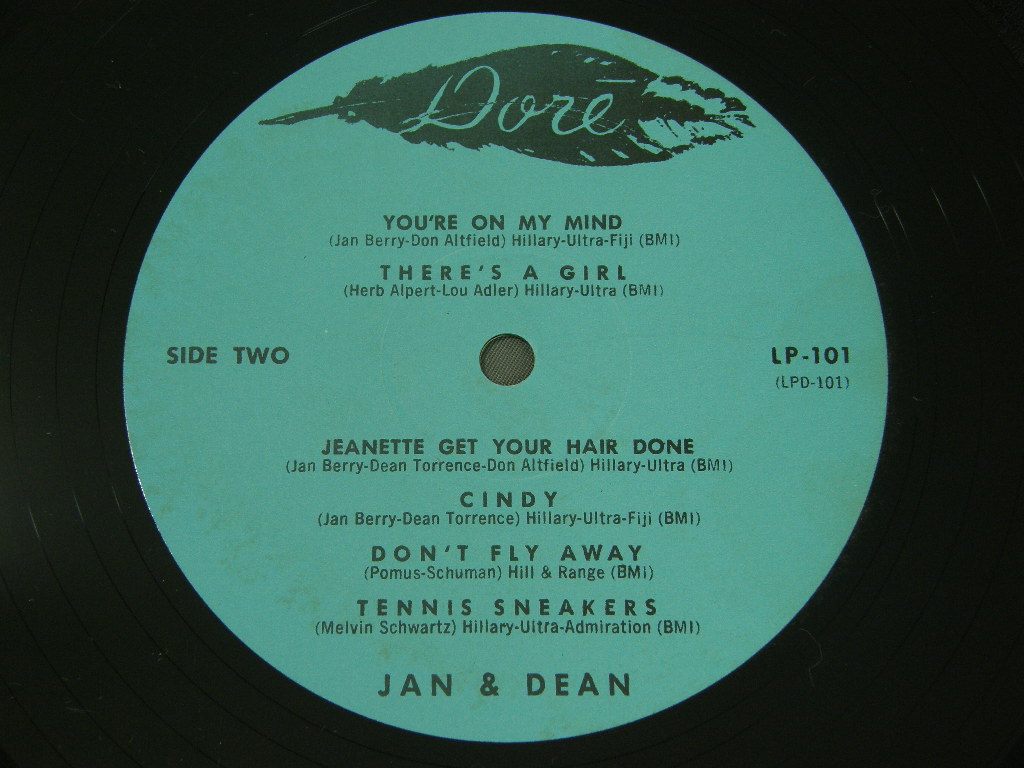 Doré
YOU'RE ON MY MIND
(Jan Berry-Don Altfield) Hillary-Ultra-Fiji (BMI)
THERE'S A GIRL
(Herb Alpert-Lou Adler) Hillary-Ultra (BMI)
SIDE TWO
LP-101
(LPD-101)
JEANETTE GET YOUR HAIR DONE
(Jan Berry-Dean Torrence-Don Altfield) Hillary-Ultra (BMI)
CINDY
(Jan Berry-Dean Torrence) Hillary-Ultra-Fiji (BMI)
DON'T FLY AWAY
(Pomus-Schuman) Hill & Range (BMI)
TENNIS SNEAKERS
(Melvin Schwartz) Hillary-Ultra-Admiration (BMI)
JAN & DEAN